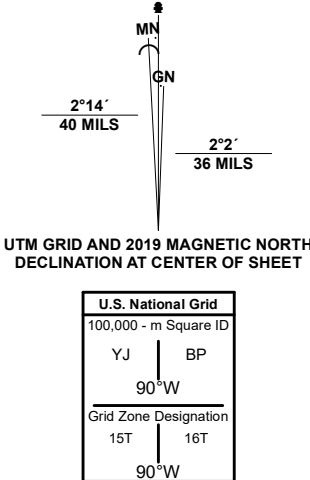 MN
GN
2°14´
40 MILS
2°2´
36 MILS
UTM GRID AND 2019 MAGNETIC NORTH
DECLINATION AT CENTER OF SHEET
U.S. National Grid
100,000 - m Square ID
YJ BP
90°W
Grid Zone Designation
15T 16T
90°W